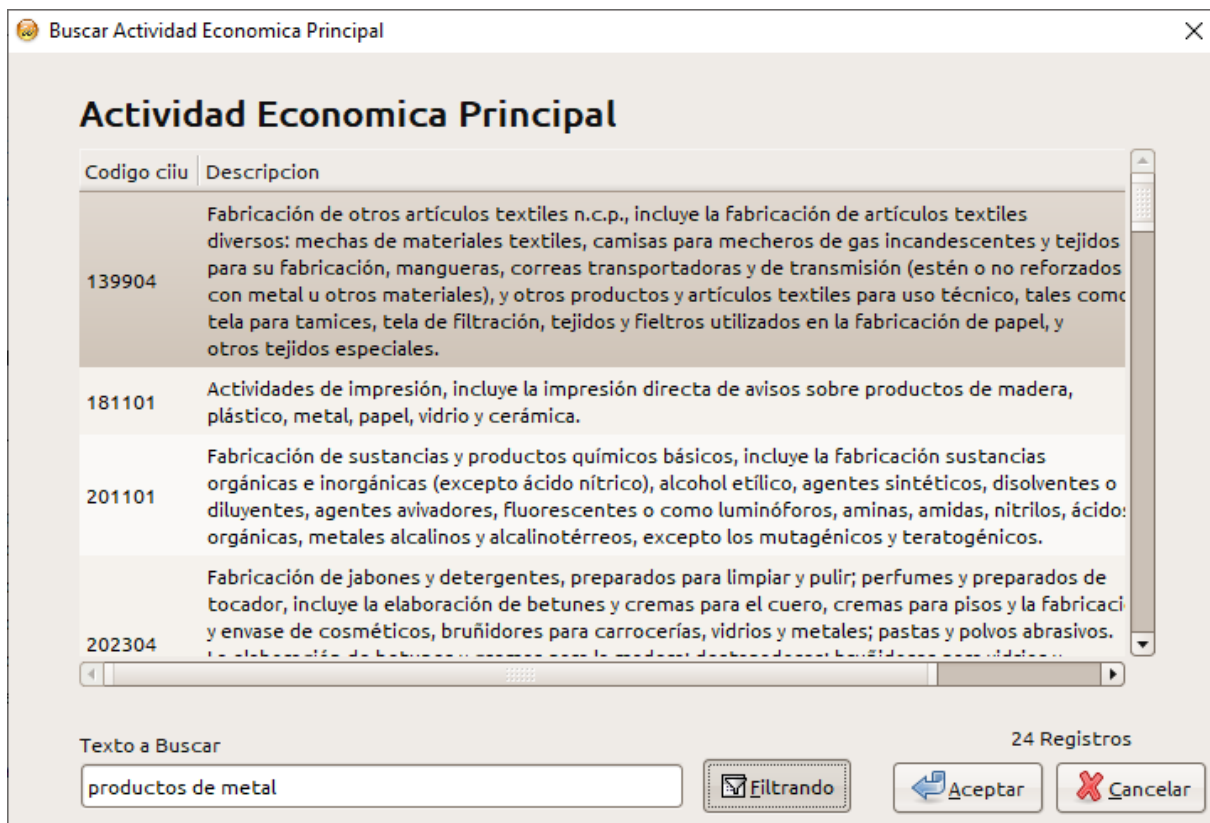 Buscar Actividad Economica Principal
Actividad Economica Principal
Codigo ciiu Descripcion
139904
Fabricación de otros artículos textiles n.c.p., incluye la fabricación de artículos textiles
diversos: mechas de materiales textiles, camisas para mecheros de gas incandescentes y tejidos
para su fabricación, mangueras, correas transportadoras y de transmisión (estén o no reforzados
con metal u otros materiales), y otros productos y artículos textiles para uso técnico, tales como
tela para tamices, tela de filtración, tejidos y fieltros utilizados en la fabricación de papel, y
otros tejidos especiales.
181101
Actividades de impresión, incluye la impresión directa de avisos sobre productos de madera,
plástico, metal, papel, vidrio y cerámica.
201101
Fabricación de sustancias y productos químicos básicos, incluye la fabricación sustancias
orgánicas e inorgánicas (excepto ácido nítrico), alcohol etílico, agentes sintéticos, disolventes o
diluyentes, agentes avivadores, fluorescentes o como luminóforos, aminas, amidas, nitrilos, ácidos
orgánicas, metales alcalinos y alcalinotérreos, excepto los mutagénicos y teratogénicos.
202304
Fabricación de jabones y detergentes, preparados para limpiar y pulir; perfumes y preparados de
tocador, incluye la elaboración de betunes y cremas para el cuero, cremas para pisos y la fabricaci
y envase de cosméticos, bruñidores para carrocerías, vidrios y metales; pastas y polvos abrasivos.
Texto a Buscar
24 Registros
productos de metal
Filtrando
Aceptar
Cancelar